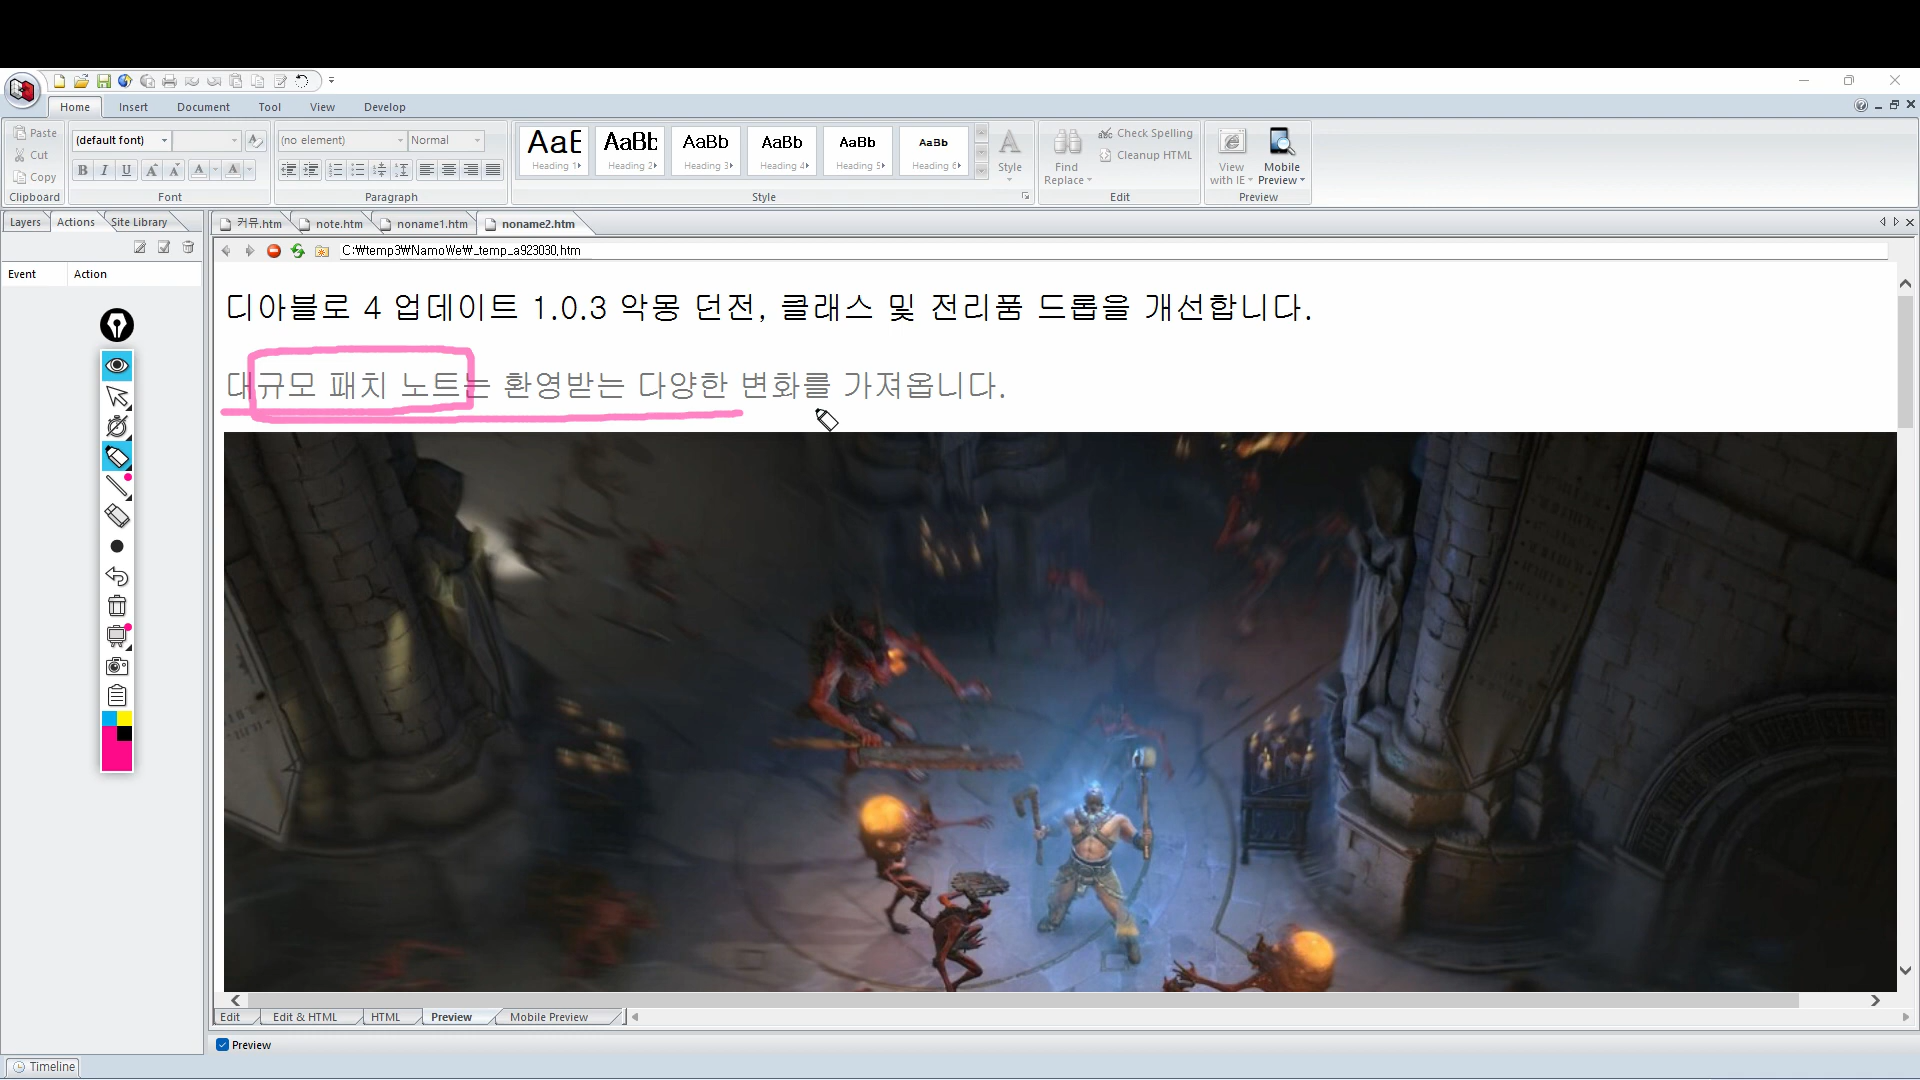 Home Insert Document Tool View Develop
Paste
Cut
Copy
Clipboard
(default font)
B I U
Font
(no element) Normal
Paragraph
AaE AaBb AaBb AaBb AaBb AaBb
Heading 1 Heading 2 Heading 3 Heading 4 Heading 5 Heading 6
A
Style
Style
Find
Replace
Check Spelling
Cleanup HTML
Edit
View
with IE
Mobile
Preview
Preview
Layers Actions Site Library
Event Action
커뮤.htm note.htm noname1.htm noname2.htm
C:\temp3\NamoWe\_temp_a923030.htm
디아블로 4 업데이트 1.0.3 악몽 던전, 클래스 및 전리품 드롭을 개선합니다.
대규모 패치 노트는 환영받는 다양한 변화를 가져옵니다.
Edit Edit & HTML HTML Preview Mobile Preview
Preview
Timeline